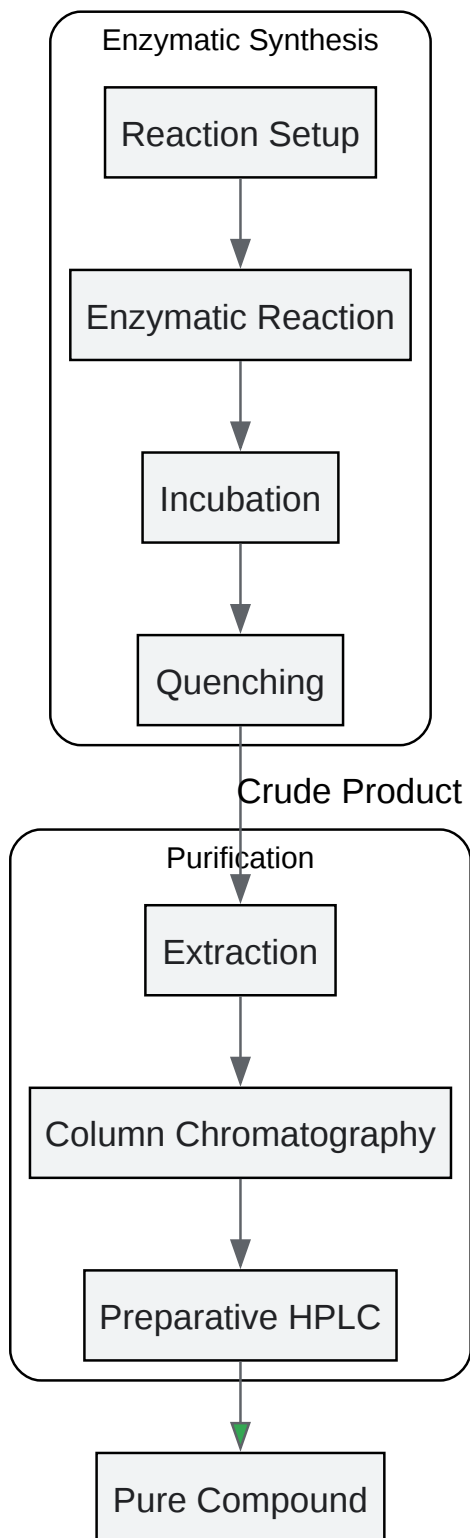 Enzymatic Synthesis
Reaction Setup
Enzymatic Reaction
Incubation
Quenching
Crude Product
Purification
Extraction
Column Chromatography
Preparative HPLC
Pure Compound